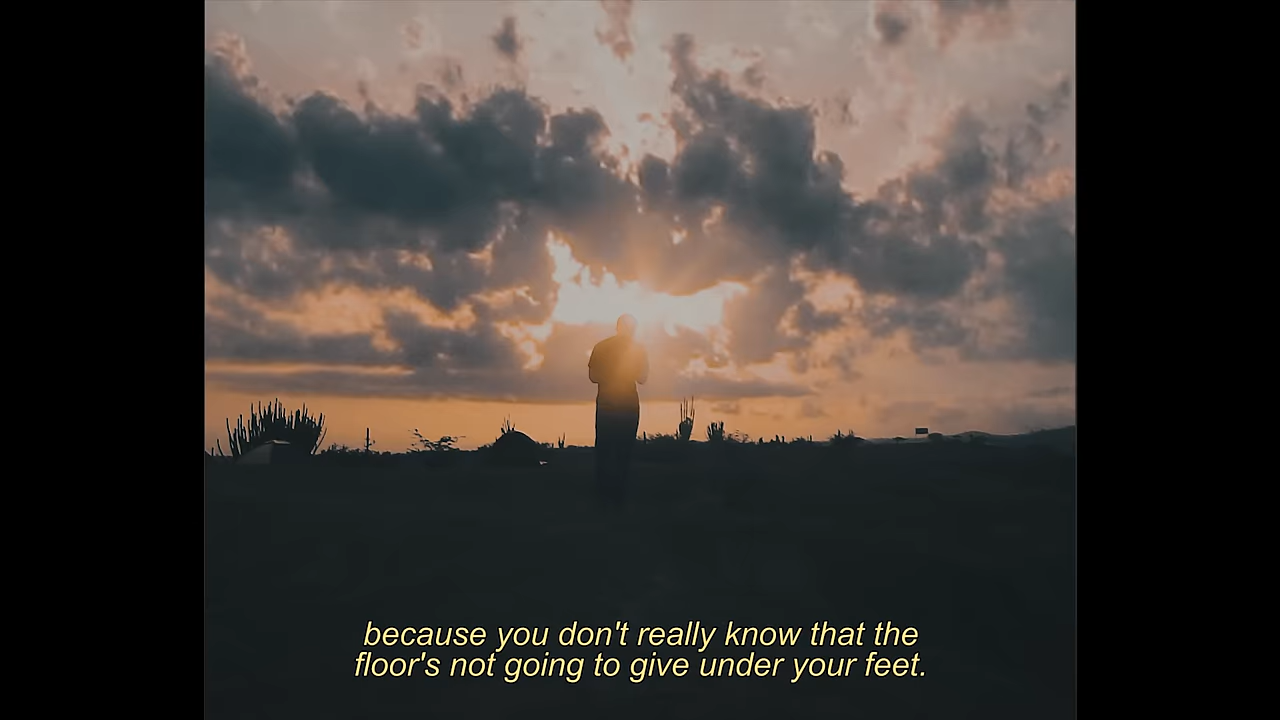 because you don't really know that the
floor's not going to give under your feet.